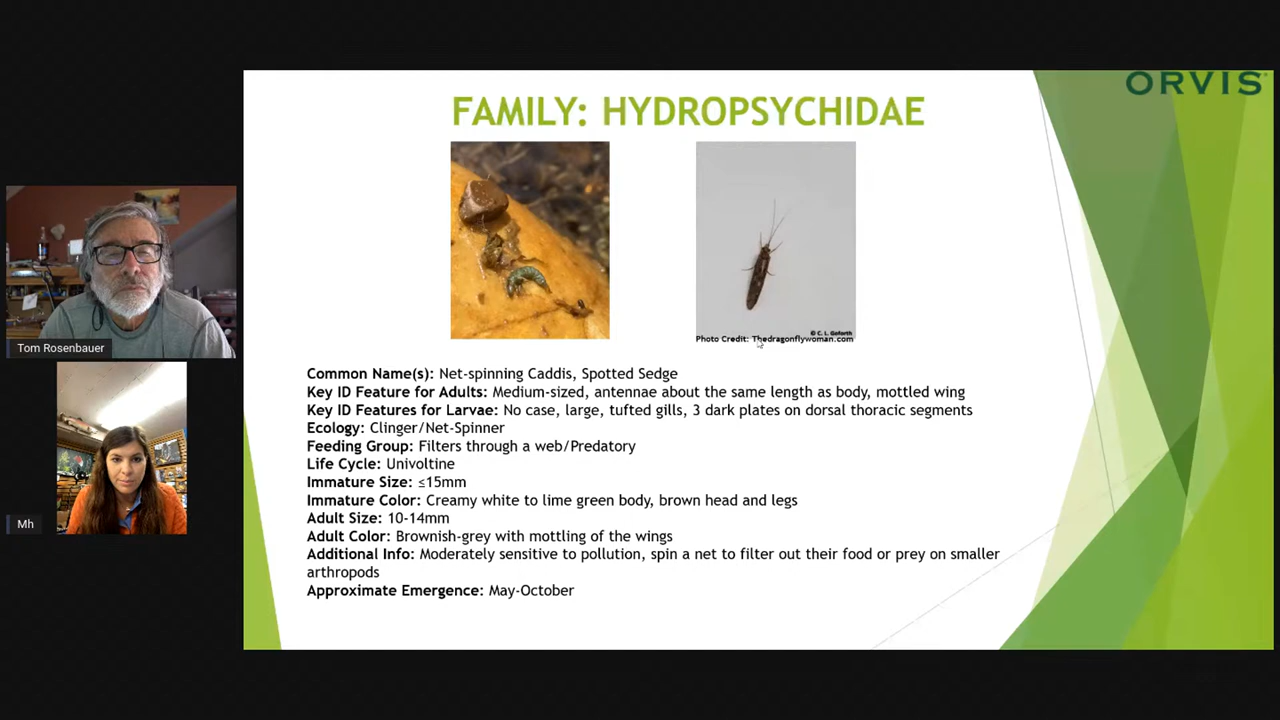 ORVIS
FAMILY: HYDROPSYCHIDAE
© C. L. Goforth
Photo Credit: Thedragonflywoman.com
Tom Rosenbauer
Mh
Common Name(s): Net-spinning Caddis, Spotted Sedge
Key ID Feature for Adults: Medium-sized, antennae about the same length as body, mottled wing
Key ID Features for Larvae: No case, large, tufted gills, 3 dark plates on dorsal thoracic segments
Ecology: Clinger/Net-Spinner
Feeding Group: Filters through a web/Predatory
Life Cycle: Univoltine
Immature Size: ≤15mm
Immature Color: Creamy white to lime green body, brown head and legs
Adult Size: 10-14mm
Adult Color: Brownish-grey with mottling of the wings
Additional Info: Moderately sensitive to pollution, spin a net to filter out their food or prey on smaller
arthropods
Approximate Emergence: May-October